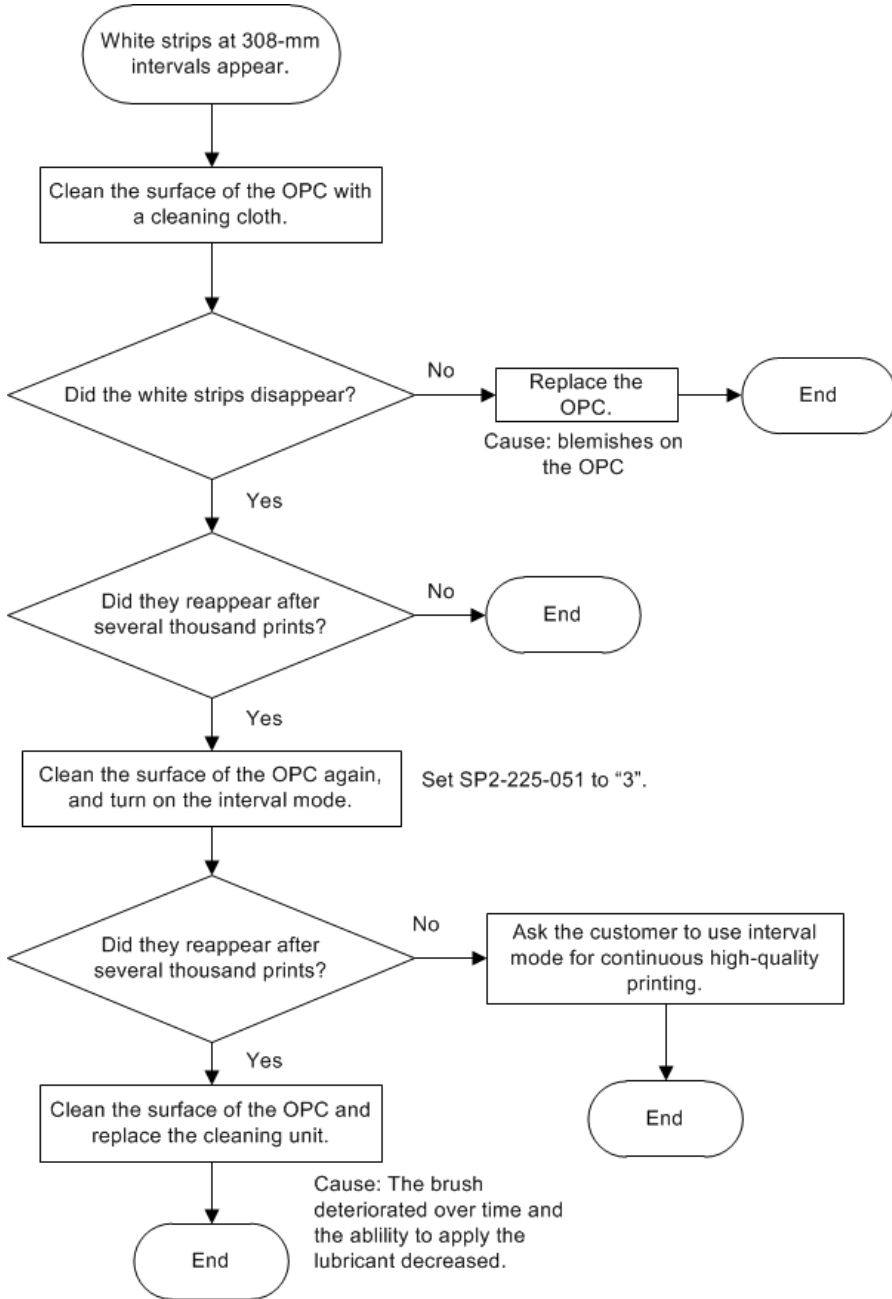 White strips at 308-mm
intervals appear.
Clean the surface of the OPC with
a cleaning cloth.
Did the white strips disappear?
No
Replace the
OPC.
End
Cause: blemishes on
the OPC
Yes
Did they reappear after
several thousand prints?
No
End
Yes
Clean the surface of the OPC again,
and turn on the interval mode.
Set SP2-225-051 to “3”.
Did they reappear after
several thousand prints?
No
Ask the customer to use interval
mode for continuous high-quality
printing.
Yes
End
Clean the surface of the OPC and
replace the cleaning unit.
Cause: The brush
deteriorated over time and
the ablility to apply the
lubricant decreased.
End